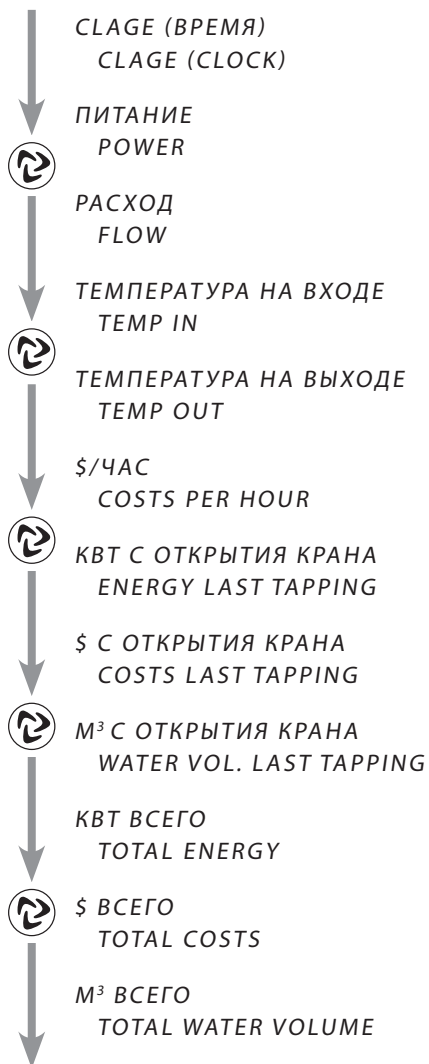 CLAGE (ВРЕМЯ)
CLAGE (CLOCK)
ПИТАНИЕ
POWER
РАСХОД
FLOW
ТЕМПЕРАТУРА НА ВХОДЕ
TEMP IN
ТЕМПЕРАТУРА НА ВЫХОДЕ
TEMP OUT
$/ЧАС
COSTS PER HOUR
КВТ С ОТКРЫТИЯ КРАНА
ENERGY LAST TAPPING
$ С ОТКРЫТИЯ КРАНА
COSTS LAST TAPPING
М³ С ОТКРЫТИЯ КРАНА
WATER VOL. LAST TAPPING
КВТ ВСЕГО
TOTAL ENERGY
$ ВСЕГО
TOTAL COSTS
М³ ВСЕГО
TOTAL WATER VOLUME